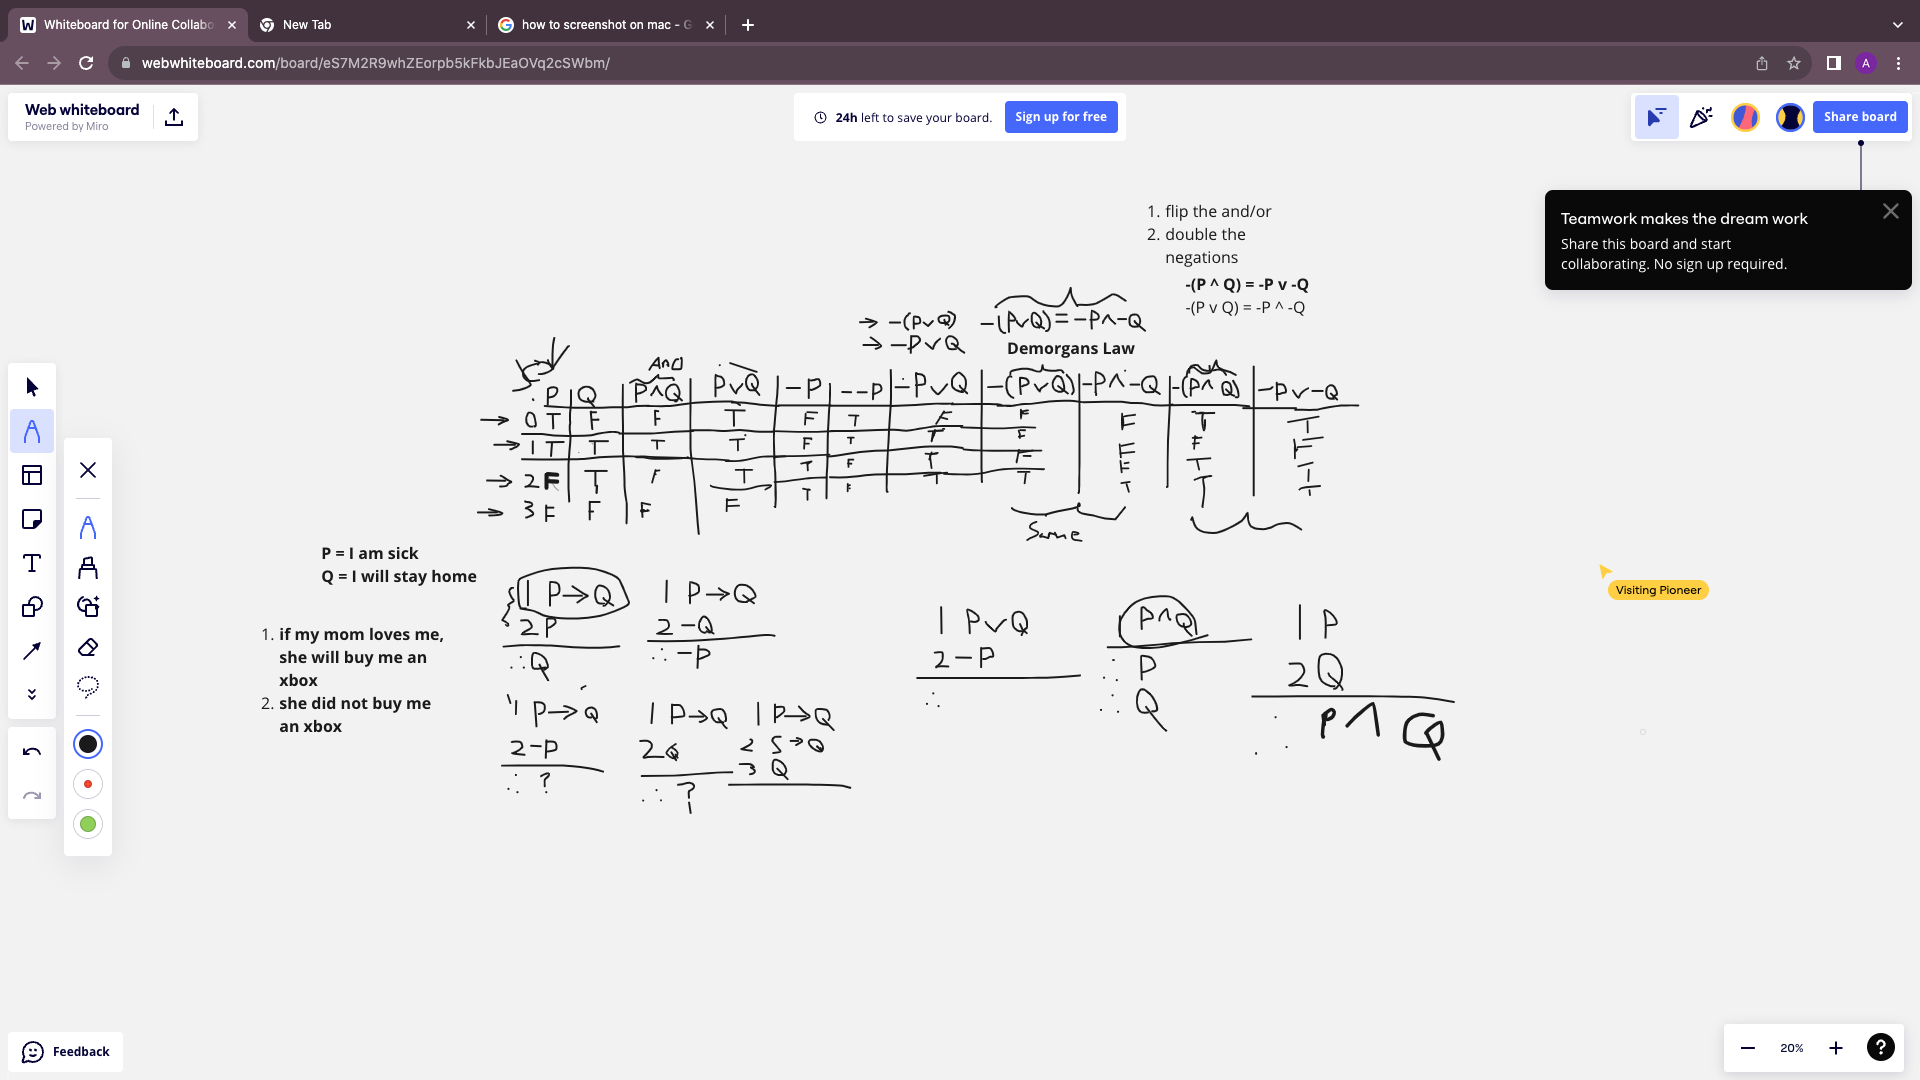 Whiteboard for Online Collabo
New Tab
how to screenshot on mac - G
webwhiteboard.com/board/eS7M2R9whZEorpb5kFkbJEaOVq2cSWbm/
A
Web whiteboard
Powered by Miro
24h left to save your board.
Sign up for free
Share board
Teamwork makes the dream work
Share this board and start
collaborating. No sign up required.
1. flip the and/or
2. double the
negations
-(P ^ Q) = -P v -Q
-(P v Q) = -P ^ -Q
→ -(P∨Q) -(P∨Q) = -P∧-Q
→ -P∨Q
Demorgans Law
And
P Q P∧Q P∨Q -P --P -P∨Q -(P∨Q) -P∧-Q -(P∧Q) -P∨-Q
→ 0 T F F T F T F F F T T
→ 1 T T T T F T T F F F F
→ 2 F T F T T F T F F T T
→ 3 F F F F T F T T T T T
Same
P = I am sick
Q = I will stay home
1. if my mom loves me,
she will buy me an
xbox
2. she did not buy me
an xbox
1 P→Q
2 P
∴ Q
1 P→Q
2 -Q
∴ -P
1 P→Q
2 -P
∴ ?
1 P→Q
2 Q
∴ ?
1 P→Q
2 S→Q
3 Q
1 P∨Q
2 -P
∴
P∧Q
∴ P
∴ Q
1 P
2 Q
∴ P∧Q
Visiting Pioneer
Feedback
20%
?